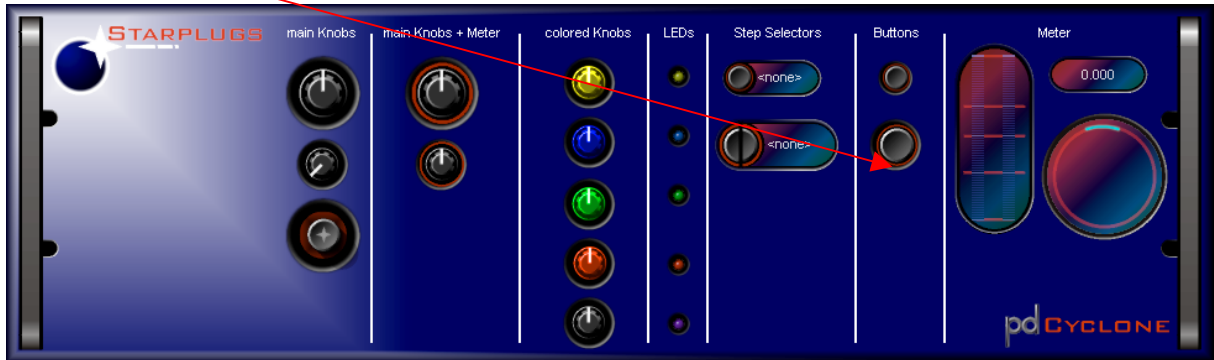 STARPLUGS
main Knobs
main Knobs + Meter
colored Knobs
LEDs
Step Selectors
Buttons
Meter
<none>
0.000
<none>
pd CYCLONE